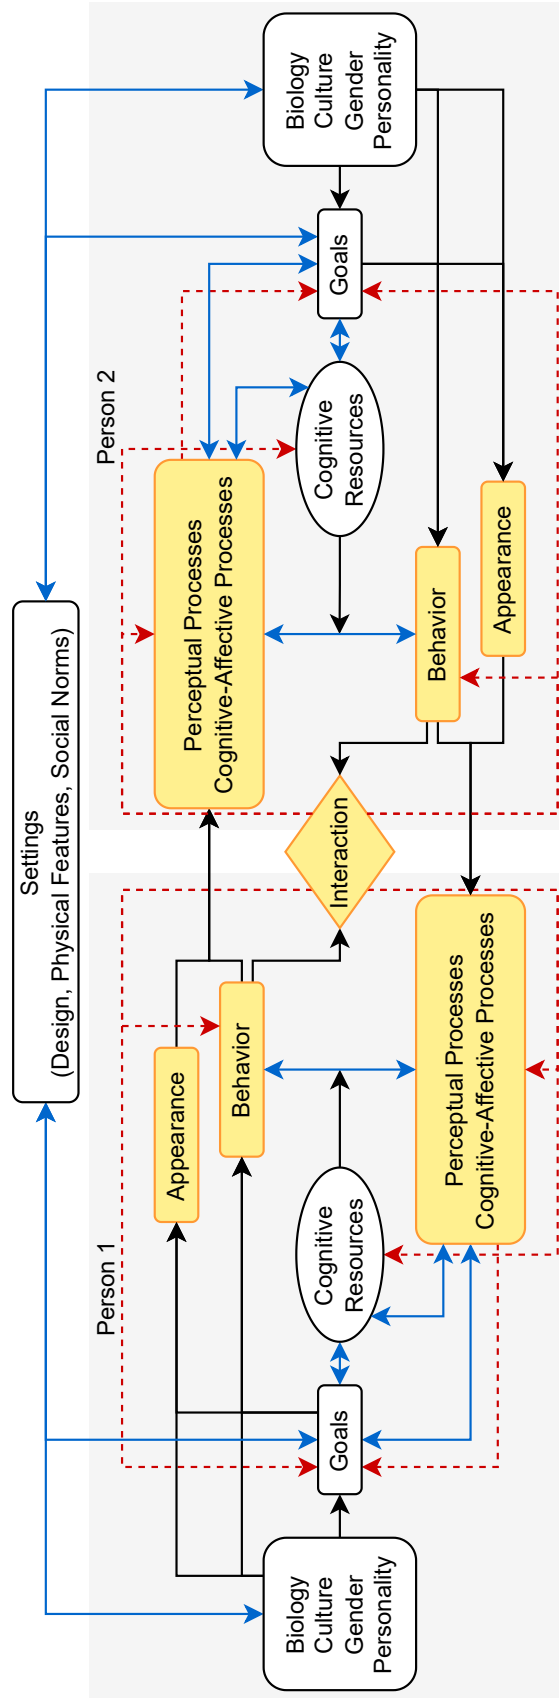 Settings
(Design, Physical Features, Social Norms)
Person 1
Person 2
Biology
Culture
Gender
Personality
Goals
Cognitive
Resources
Appearance
Behavior
Perceptual Processes
Cognitive-Affective Processes
Interaction
Perceptual Processes
Cognitive-Affective Processes
Behavior
Appearance
Cognitive
Resources
Goals
Biology
Culture
Gender
Personality